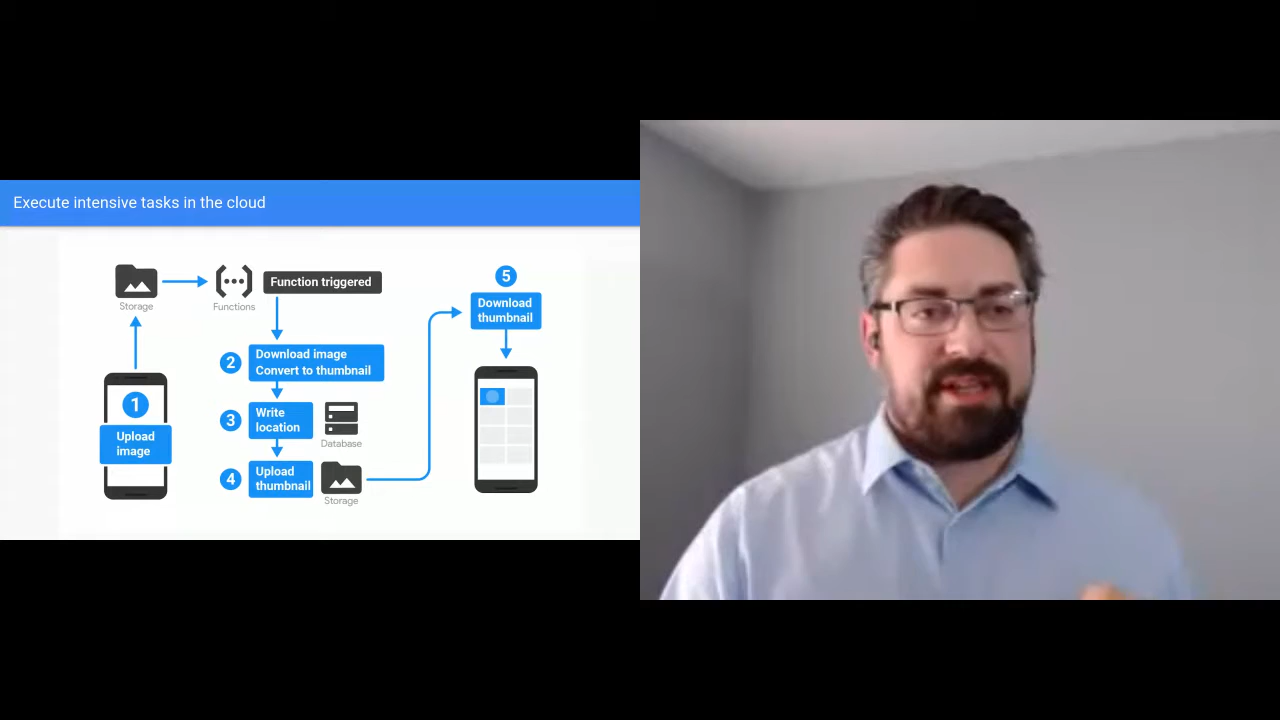 Execute intensive tasks in the cloud
Storage
Functions
Function triggered
1
Upload
image
2
Download image
Convert to thumbnail
3
Write
location
Database
4
Upload
thumbnail
Storage
5
Download
thumbnail